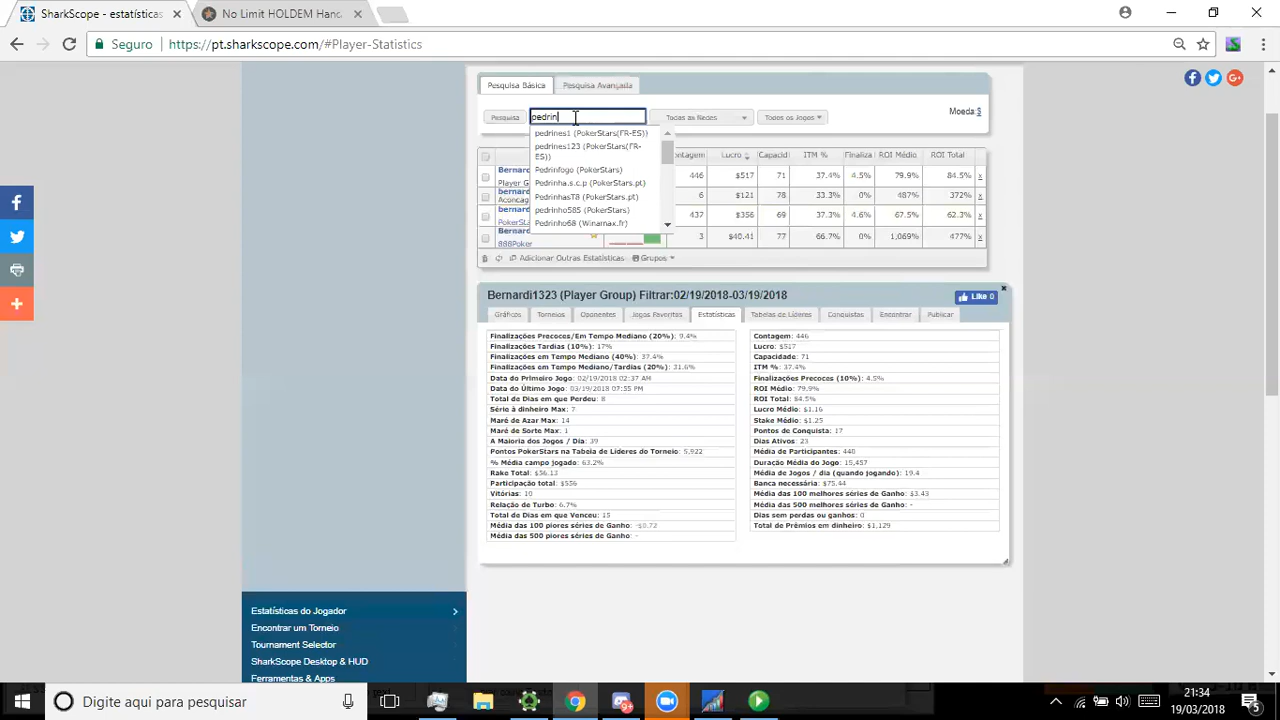 SharkScope - estatísticas
No Limit HOLDEM Hand
Seguro
https://pt.sharkscope.com/#Player-Statistics
Pesquisa Básica
Pesquisa Avançada
Pesquisa
pedrin
Todas as Redes
Todos os Jogos
Moeda:$
pedrines1 (PokerStars(FR-ES))
pedrines123 (PokerStars(FR-
ES))
Pedrinfogo (PokerStars)
Pedrinha.s.c.p (PokerStars.pt)
PedrinhasT8 (PokerStars.pt)
pedrinho585 (PokerStars)
Pedrinho68 (Winamax.fr)
ontagem Lucro Capacid ITM % Finaliza ROI Médio ROI Total
Bernard 446 $517 71 37.4% 4.5% 79.9% 84.5% x
Player G
bernard 6 $121 78 33.3% 0% 487% 372% x
Aconcag
bernard 437 $356 69 37.3% 4.6% 67.5% 62.3% x
PokerSta
bernard 3 $40.41 77 66.7% 0% 1,069% 477% x
888Poker
Adicionar Outras Estatísticas Grupos
Bernardi1323 (Player Group) Filtrar:02/19/2018-03/19/2018
Like 0
Gráficos
Torneios
Oponentes
Jogos Favoritos
Estatísticas
Tabelas de Líderes
Conquistas
Encontrar
Publicar
Finalizações Precoces/Em Tempo Mediano (20%): 9.4%
Finalizações Tardias (10%): 17%
Finalizações em Tempo Mediano (40%): 37.4%
Finalizações em Tempo Mediano/Tardias (20%): 31.6%
Data do Primeiro Jogo: 02/19/2018 02:37 AM
Data do Último Jogo: 03/19/2018 07:55 PM
Total de Dias em que Perdeu: 8
Série à dinheiro Max: 7
Maré de Azar Max: 14
Maré de Sorte Max: 1
A Maioria dos Jogos / Dia: 39
Pontos PokerStars na Tabela de Líderes do Torneio: 5,922
% Média campo jogado: 63.2%
Rake Total: $56.13
Participação total: $556
Vitórias: 10
Relação de Turbo: 6.7%
Total de Dias em que Venceu: 15
Média das 100 piores séries de Ganho: -$0.72
Média das 500 piores séries de Ganho: -
Contagem: 446
Lucro: $517
Capacidade: 71
ITM %: 37.4%
Finalizações Precoces (10%): 4.5%
ROI Médio: 79.9%
ROI Total: 84.5%
Lucro Médio: $1.16
Stake Médio: $1.25
Pontos de Conquista: 17
Dias Ativos: 23
Média de Participantes: 440
Duração Média do Jogo: 15,457
Média de Jogos / dia (quando jogando): 19.4
Banca necessária: $75.44
Média das 100 melhores séries de Ganho: $3.43
Média das 500 melhores séries de Ganho: -
Dias sem perdas ou ganhos: 0
Total de Prêmios em dinheiro: $1,129
Estatísticas do Jogador
Encontrar um Torneio
Tournament Selector
SharkScope Desktop & HUD
Ferramentas & Apps
Digite aqui para pesquisar
21:34
19/03/2018
5